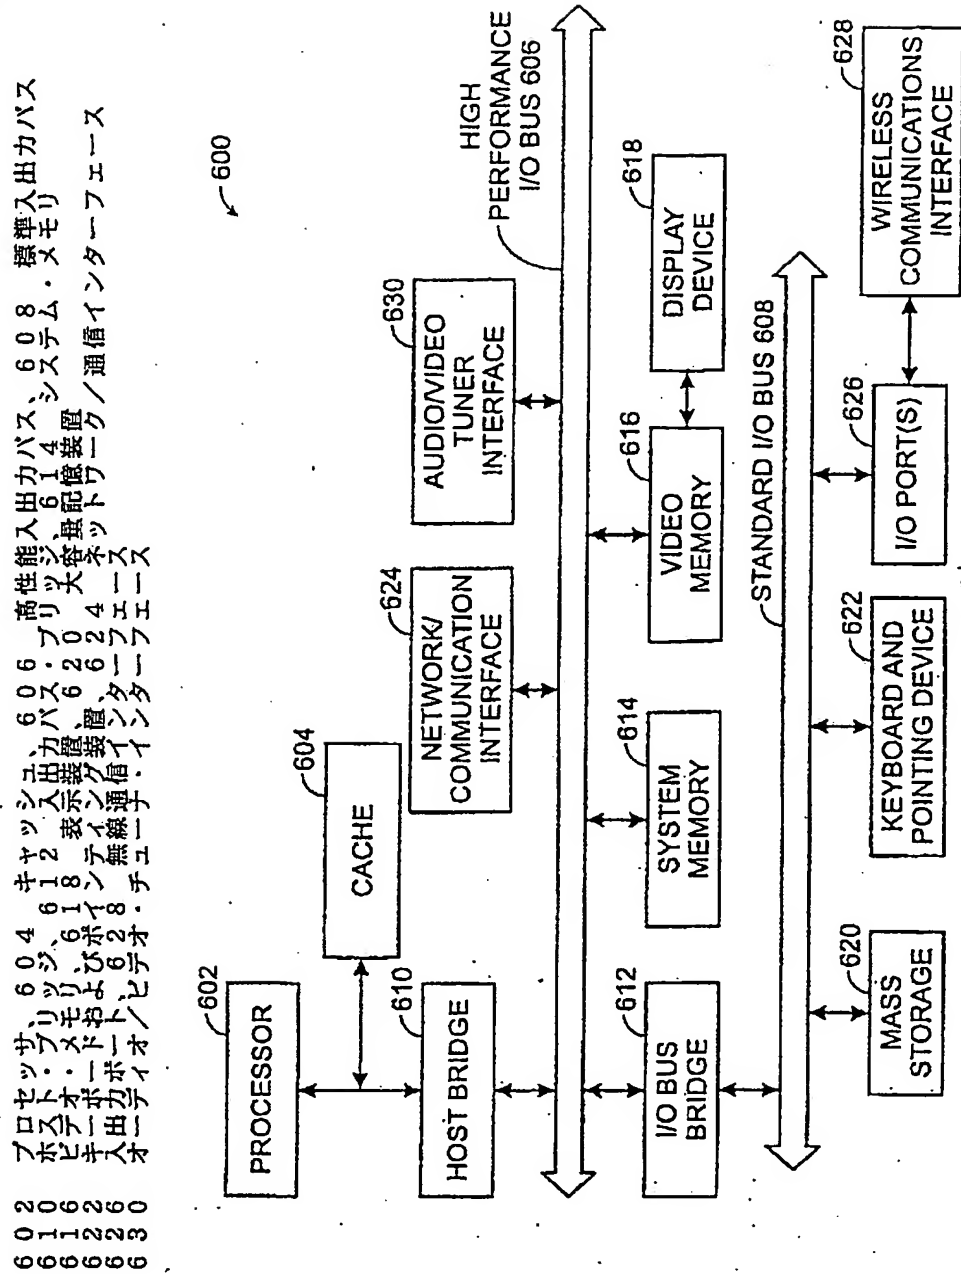 602 プロセッサ、604 キャッシュ、606 高性能入出力バス、608 標準入出力バス
610 ホスト・ブリッジ、612 入出力バス・ブリッジ、614 システム・メモリ
616 ビデオ・メモリ、618 表示装置、620 大容量記憶装置
622 キーボードおよびポインティング装置、624 ネットワーク／通信インターフェース
626 入出力ポート、628 無線通信インターフェース
630 オーディオ／ビデオ・チューナ・インターフェース
600
602
PROCESSOR
604
CACHE
610
HOST BRIDGE
624
NETWORK/
COMMUNICATION
INTERFACE
630
AUDIO/VIDEO
TUNER
INTERFACE
HIGH
PERFORMANCE
I/O BUS 606
612
I/O BUS
BRIDGE
614
SYSTEM
MEMORY
616
VIDEO
MEMORY
618
DISPLAY
DEVICE
STANDARD I/O BUS 608
620
MASS
STORAGE
622
KEYBOARD AND
POINTING DEVICE
626
I/O PORT(S)
628
WIRELESS
COMMUNICATIONS
INTERFACE